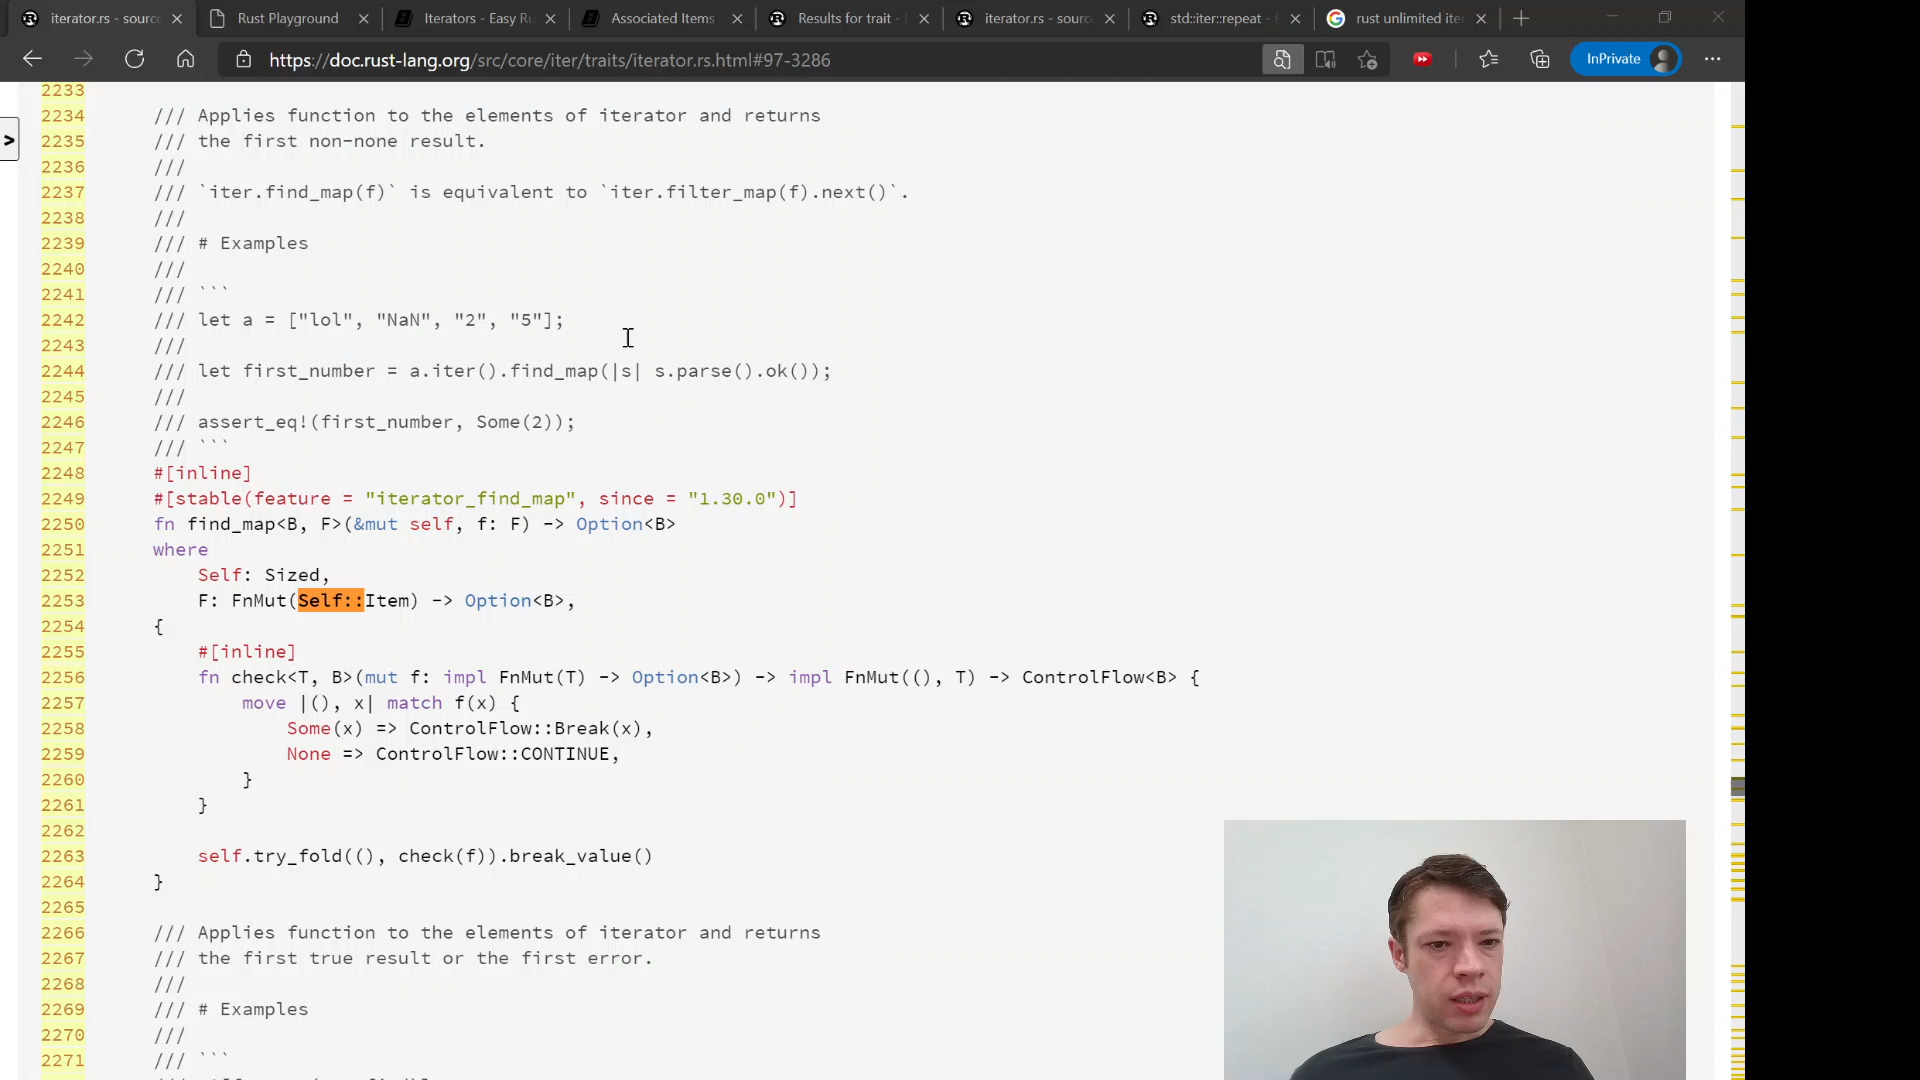 iterator.rs - sourc
Rust Playground
Iterators - Easy Ru
Associated Items
Results for trait -
iterator.rs - sourc
std::iter::repeat -
rust unlimited ite
https://doc.rust-lang.org/src/core/iter/traits/iterator.rs.html#97-3286
InPrivate
>
2233
2234 /// Applies function to the elements of iterator and returns
2235 /// the first non-none result.
2236 ///
2237 /// `iter.find_map(f)` is equivalent to `iter.filter_map(f).next()`.
2238 ///
2239 /// # Examples
2240 ///
2241 /// ```
2242 /// let a = ["lol", "NaN", "2", "5"];
2243 ///
2244 /// let first_number = a.iter().find_map(|s| s.parse().ok());
2245 ///
2246 /// assert_eq!(first_number, Some(2));
2247 /// ```
2248 #[inline]
2249 #[stable(feature = "iterator_find_map", since = "1.30.0")]
2250 fn find_map<B, F>(&mut self, f: F) -> Option<B>
2251 where
2252 Self: Sized,
2253 F: FnMut(Self::Item) -> Option<B>,
2254 {
2255 #[inline]
2256 fn check<T, B>(mut f: impl FnMut(T) -> Option<B>) -> impl FnMut((), T) -> ControlFlow<B> {
2257 move |(), x| match f(x) {
2258 Some(x) => ControlFlow::Break(x),
2259 None => ControlFlow::CONTINUE,
2260 }
2261 }
2262
2263 self.try_fold((), check(f)).break_value()
2264 }
2265
2266 /// Applies function to the elements of iterator and returns
2267 /// the first true result or the first error.
2268 ///
2269 /// # Examples
2270 ///
2271 /// ```